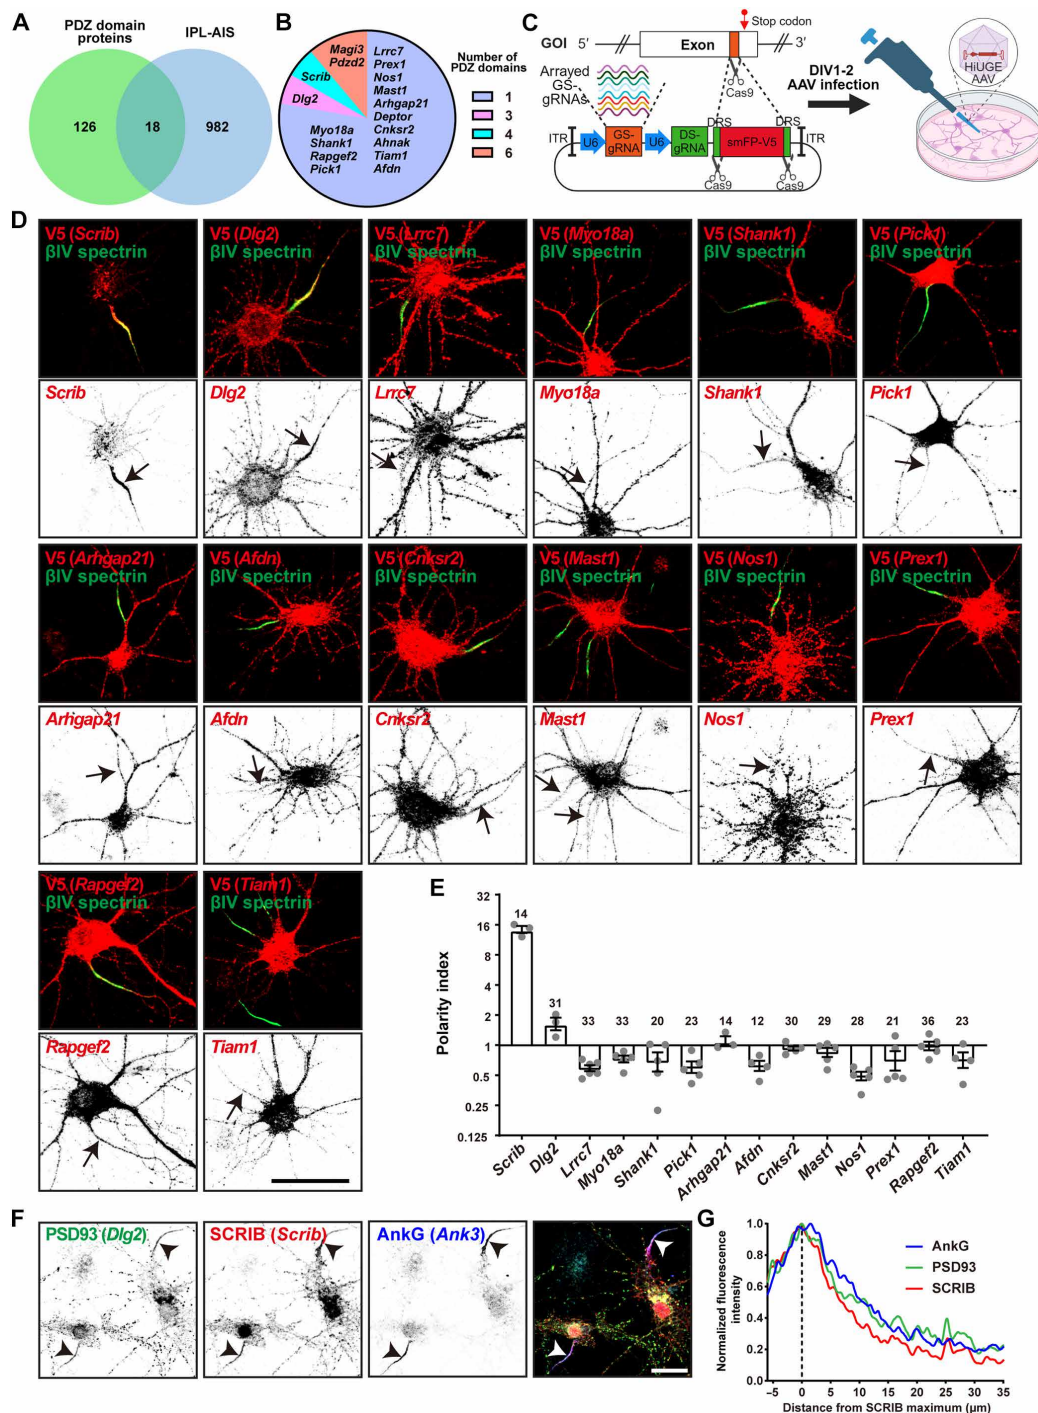 A
PDZ domain
proteins
IPL-AIS
126
18
982
B
Magi3
Pdzd2
Scrib
Dlg2
Lrrc7
Prex1
Nos1
Mast1
Arhgap21
Deptor
Cnksr2
Ahnak
Tiam1
Afdn
Myo18a
Shank1
Rapgef2
Pick1
Number of
PDZ domains
1
3
4
6
C
Stop codon
GOI 5′
Exon
3′
Cas9
Arrayed
GS-
gRNAs
DRS
DRS
ITR
U6
GS-
gRNA
U6
DS-
gRNA
smFP-V5
ITR
Cas9
Cas9
DIV1-2
AAV infection
HiUGE
AAV
D
V5 (Scrib)
βIV spectrin
V5 (Dlg2)
βIV spectrin
V5 (Lrrc7)
βIV spectrin
V5 (Myo18a)
βIV spectrin
V5 (Shank1)
βIV spectrin
V5 (Pick1)
βIV spectrin
Scrib
Dlg2
Lrrc7
Myo18a
Shank1
Pick1
V5 (Arhgap21)
βIV spectrin
V5 (Afdn)
βIV spectrin
V5 (Cnksr2)
βIV spectrin
V5 (Mast1)
βIV spectrin
V5 (Nos1)
βIV spectrin
V5 (Prex1)
βIV spectrin
Arhgap21
Afdn
Cnksr2
Mast1
Nos1
Prex1
V5 (Rapgef2)
βIV spectrin
V5 (Tiam1)
βIV spectrin
Rapgef2
Tiam1
E
Polarity index
32
16
8
4
2
1
0.5
0.25
0.125
14
31
33
33
20
23
14
12
30
29
28
21
36
23
Scrib
Dlg2
Lrrc7
Myo18a
Shank1
Pick1
Arhgap21
Afdn
Cnksr2
Mast1
Nos1
Prex1
Rapgef2
Tiam1
F
PSD93 (Dlg2)
SCRIB (Scrib)
AnkG (Ank3)
G
Normalized fluorescence
intensity
1.0
0.8
0.6
0.4
0.2
0.0
AnkG
PSD93
SCRIB
−5
0
5
10
15
20
25
30
35
Distance from SCRIB maximum (μm)